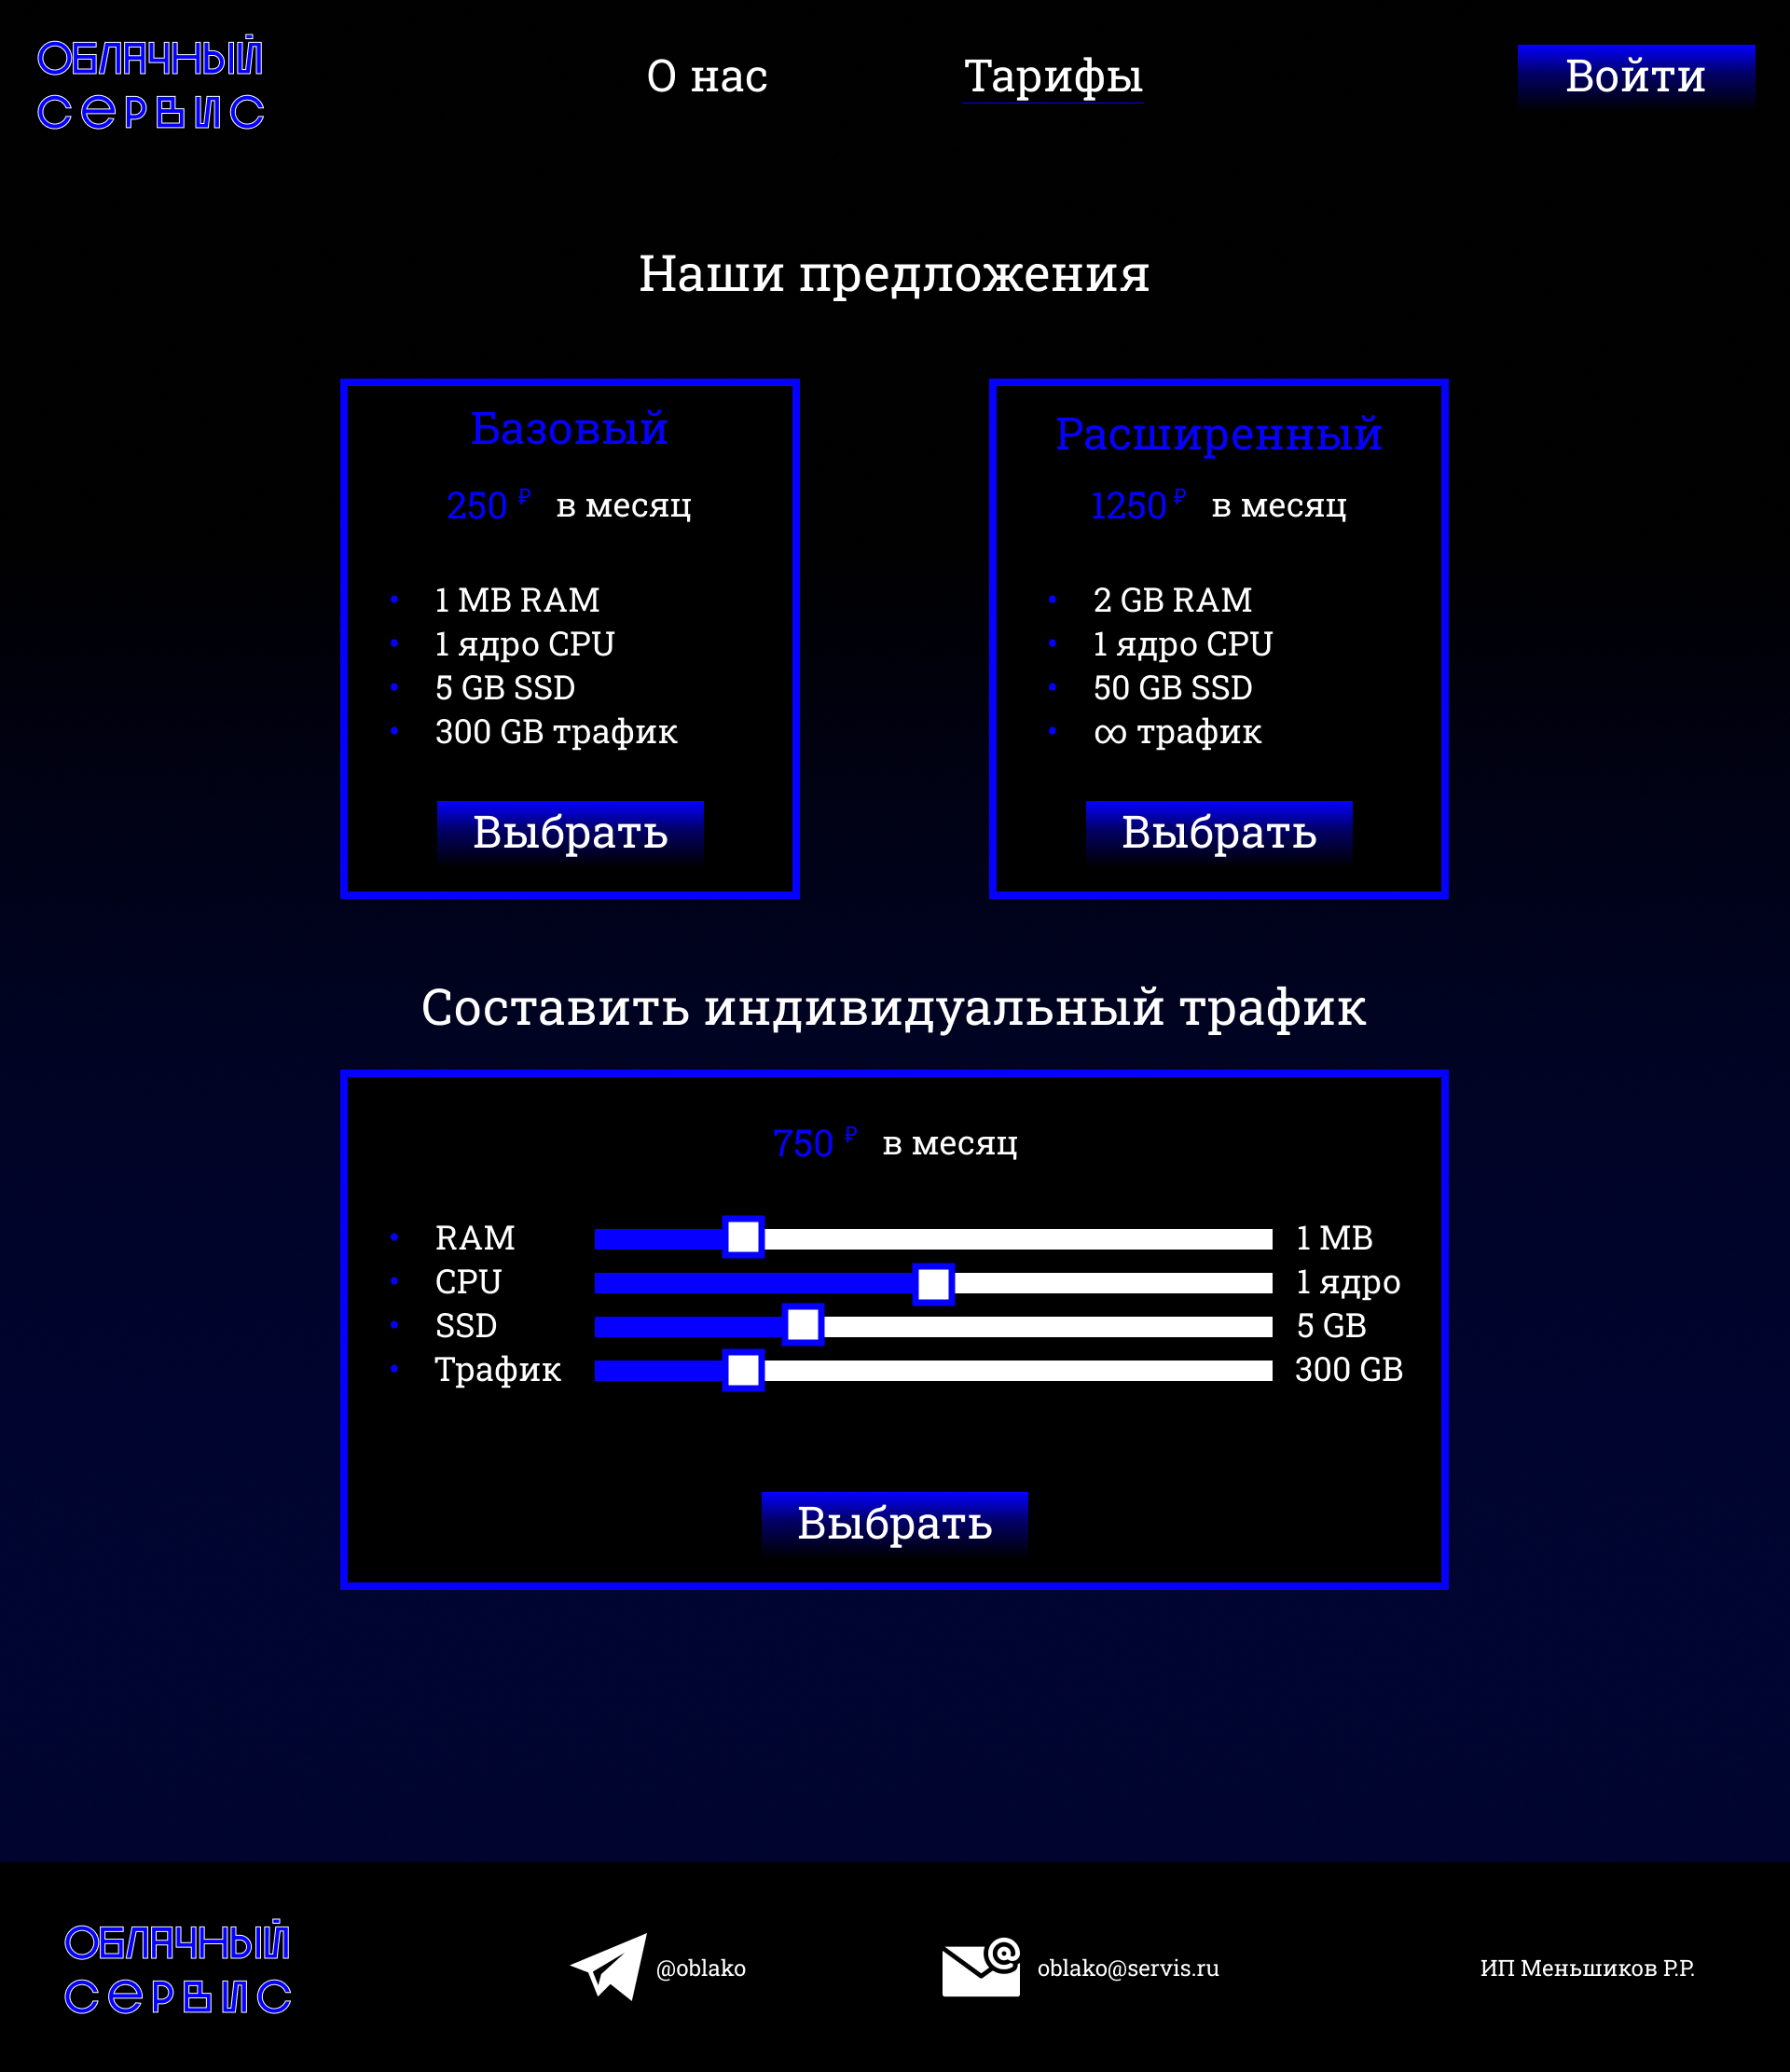 ОБЛАЧНЫЙ
СЕРВИС
О нас
Тарифы
Войти
Наши предложения
Базовый
250 ₽ в месяц
• 1 MB RAM
• 1 ядро CPU
• 5 GB SSD
• 300 GB трафик
Выбрать
Расширенный
1250 ₽ в месяц
• 2 GB RAM
• 1 ядро CPU
• 50 GB SSD
• ∞ трафик
Выбрать
Составить индивидуальный трафик
750 ₽ в месяц
• RAM 1 MB
• CPU 1 ядро
• SSD 5 GB
• Трафик 300 GB
Выбрать
ОБЛАЧНЫЙ
СЕРВИС
@oblako
oblako@servis.ru
ИП Меньшиков Р.Р.